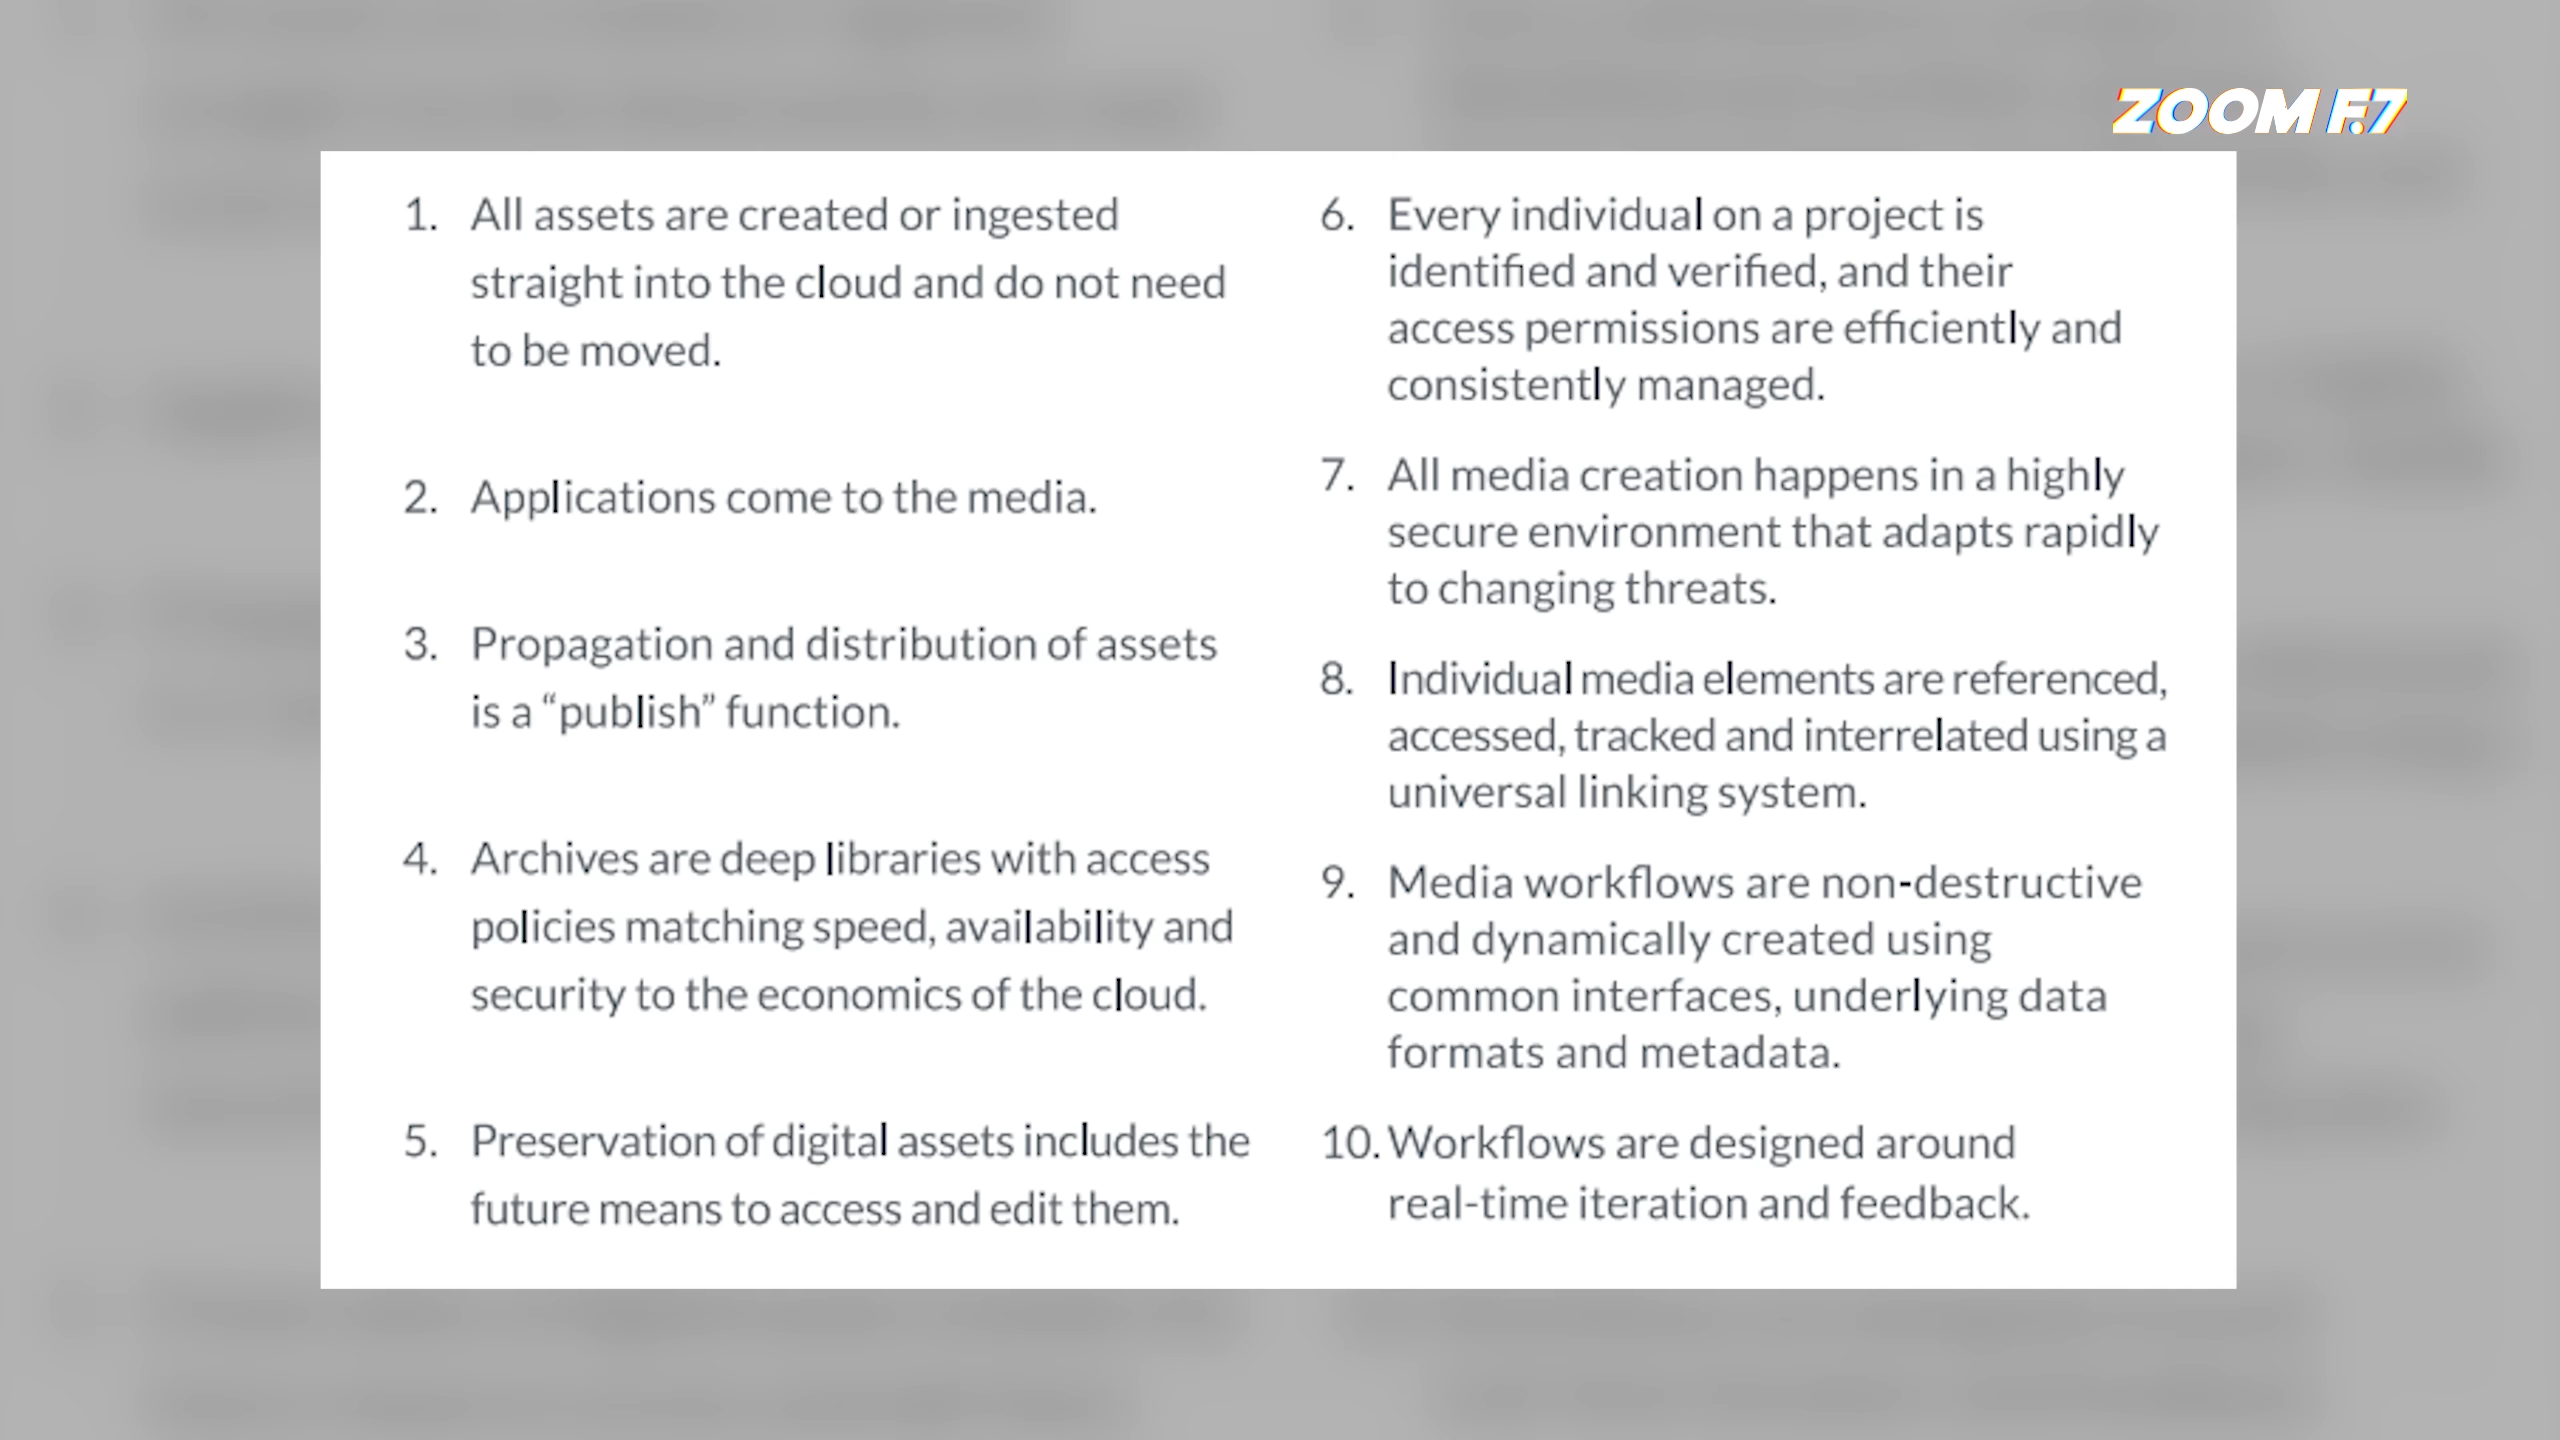 ZOOM F.7
1. All assets are created or ingested
straight into the cloud and do not need
to be moved.
2. Applications come to the media.
3. Propagation and distribution of assets
is a “publish” function.
4. Archives are deep libraries with access
policies matching speed, availability and
security to the economics of the cloud.
5. Preservation of digital assets includes the
future means to access and edit them.
6. Every individual on a project is
identified and verified, and their
access permissions are efficiently and
consistently managed.
7. All media creation happens in a highly
secure environment that adapts rapidly
to changing threats.
8. Individual media elements are referenced,
accessed, tracked and interrelated using a
universal linking system.
9. Media workflows are non-destructive
and dynamically created using
common interfaces, underlying data
formats and metadata.
10. Workflows are designed around
real-time iteration and feedback.